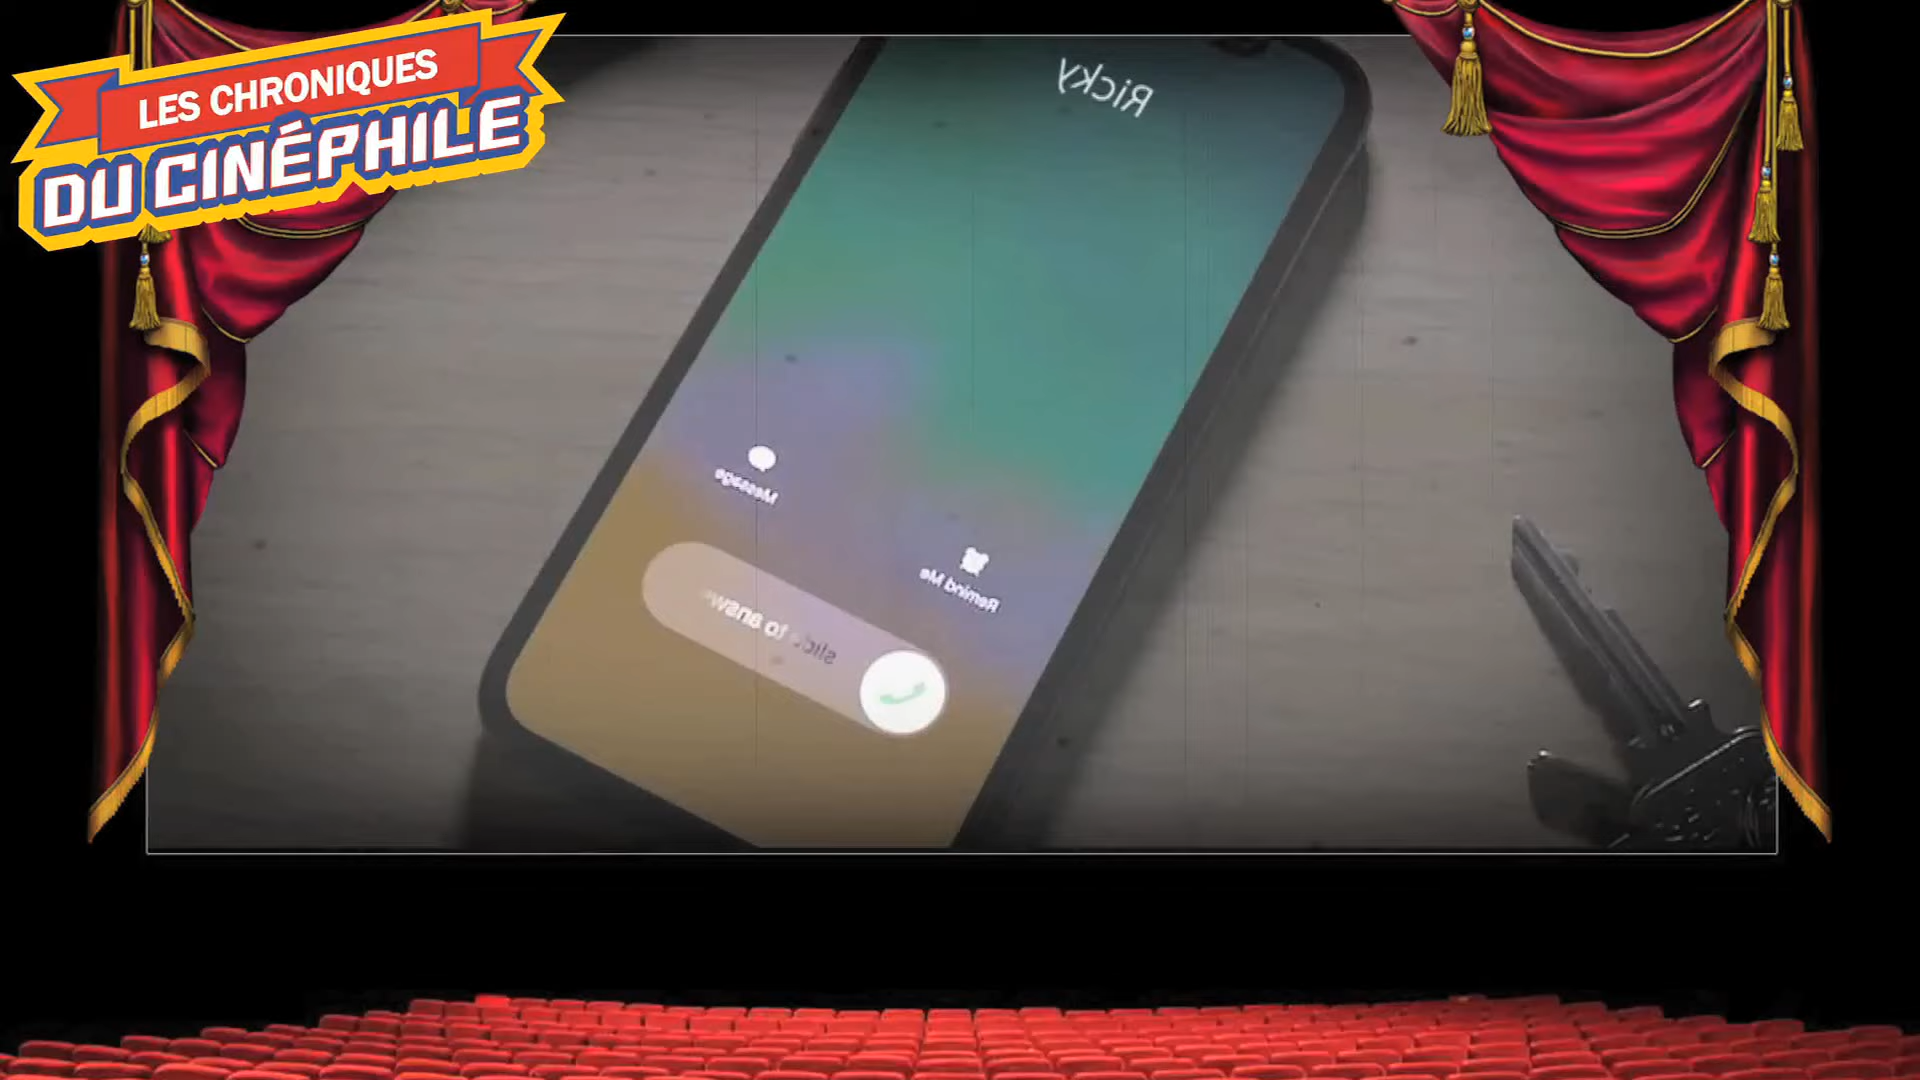 LES CHRONIQUES
DU CINÉPHILE
Ricky
Message
Remind Me
slide to answer